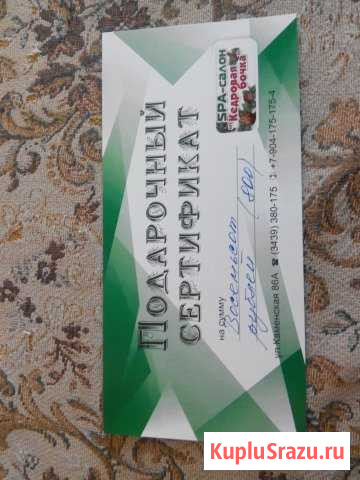 ПОДАРОЧНЫЙ
СЕРТИФИКАТ
SPA-салон
Кедровая
бочка
на сумму
Восемьсот
рублей (800)
ул.Каменская 86А ☎ (3439) 380-175 +7-904-175-175-4
KupluSrazu.ru